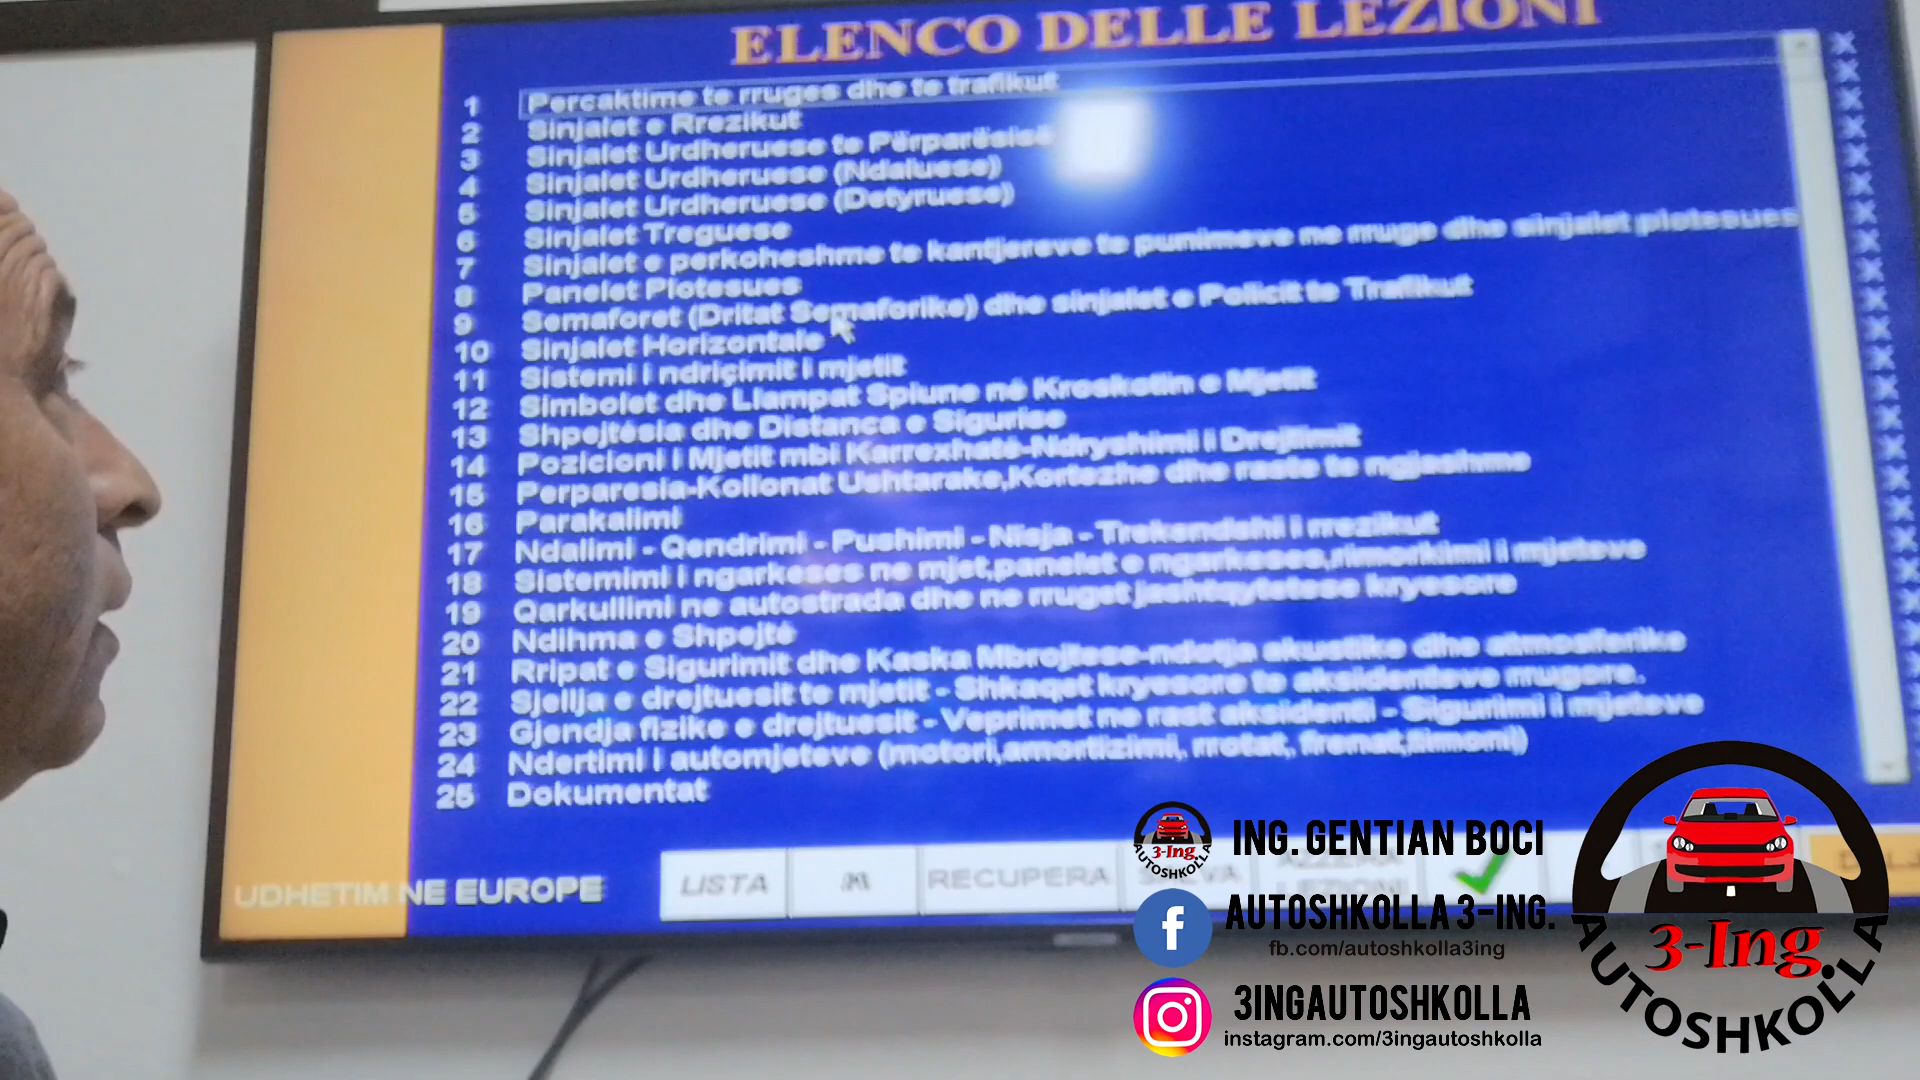 ELENCO DELLE LEZIONI
1 Percaktime te rruges dhe te trafikut
2 Sinjalet e Rrezikut
3 Sinjalet Urdheruese te Përparësisë
4 Sinjalet Urdheruese (Ndaluese)
5 Sinjalet Urdheruese (Detyruese)
6 Sinjalet Treguese
7 Sinjalet e perkoheshme te kantjereve te punimeve ne rruge dhe sinjalet plotesues
8 Panelet Plotesues
9 Semaforet (Dritat Semaforike) dhe sinjalet e Policit te Trafikut
10 Sinjalet Horizontale
11 Sistemi i ndriçimit i mjetit
12 Simbolet dhe Llampat Spiune në Kroskotin e Mjetit
13 Shpejtësia dhe Distanca e Sigurise
14 Pozicioni i Mjetit mbi Karrexhatë-Ndryshimi i Drejtimit
15 Perparesia-Kollonat Ushtarake,Kortezhe dhe raste te ngjashme
16 Parakalimi
17 Ndalimi - Qendrimi - Pushimi - Nisja - Trekendshi i rrezikut
18 Sistemimi i ngarkeses ne mjet,panelet e ngarkeses,rimorkimi i mjeteve
19 Qarkullimi ne autostrada dhe ne rruget jashtqytetese kryesore
20 Ndihma e Shpejtë
21 Rripat e Sigurimit dhe Kaska Mbrojtese-ndotja akustike dhe atmosferike
22 Sjellja e drejtuesit te mjetit - Shkaqet kryesore te aksidenteve rrugore.
23 Gjendja fizike e drejtuesit - Veprimet ne rast aksidenti - Sigurimi i mjeteve
24 Ndertimi i automjeteve (motori,amortizimi, rrotat, frenat,timoni)
25 Dokumentat
UDHETIM NE EUROPE
LISTA
RECUPERA
3-Ing
AUTOSHKOLLA
ING. GENTIAN BOCI
AUTOSHKOLLA 3-ING.
fb.com/autoshkolla3ing
3INGAUTOSHKOLLA
instagram.com/3ingautoshkolla
3-Ing.
AUTOSHKOLLA